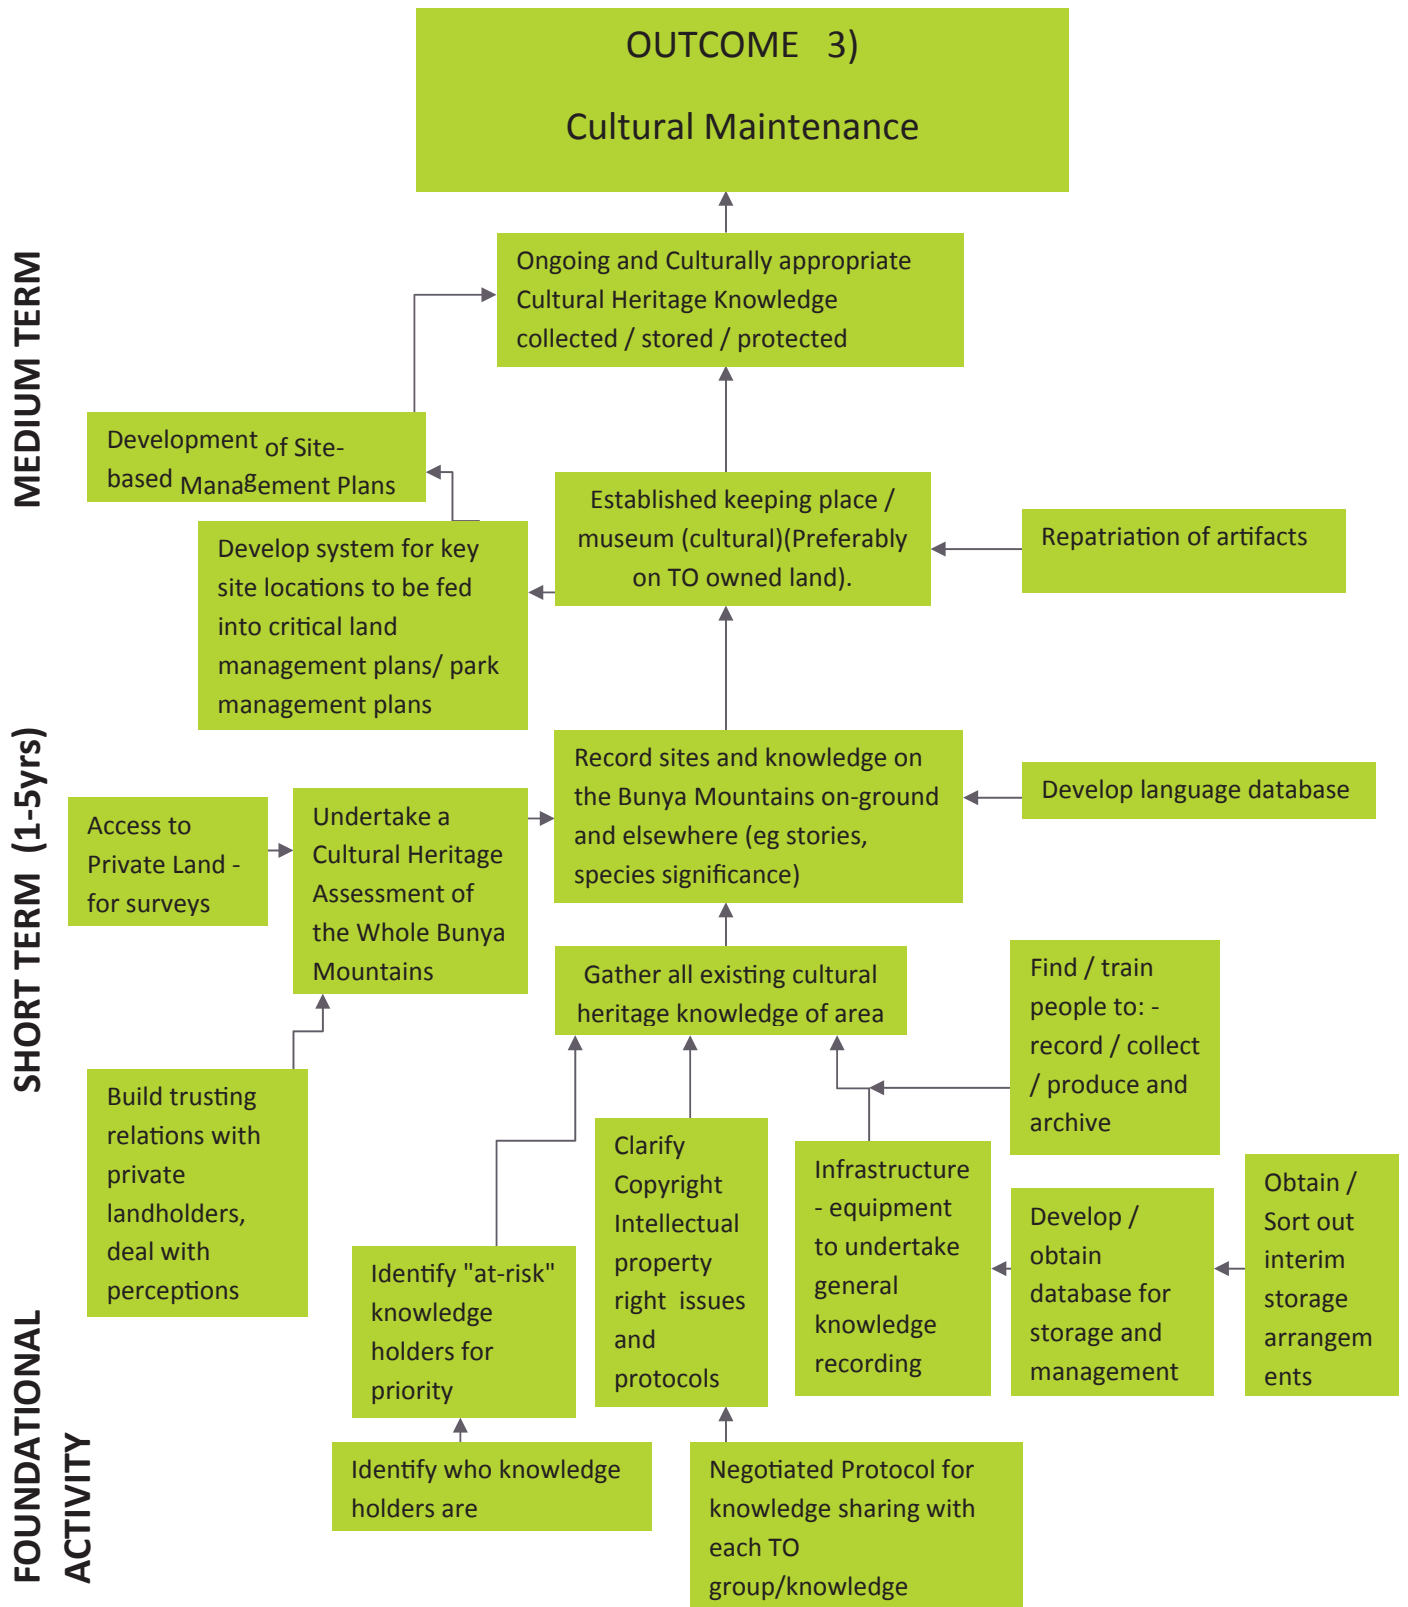 OUTCOME 3)
Cultural Maintenance
MEDIUM TERM
Ongoing and Culturally appropriate
Cultural Heritage Knowledge
collected / stored / protected
Development of Site-
based Management Plans
Established keeping place /
museum (cultural)(Preferably
on TO owned land).
Repatriation of artifacts
Develop system for key
site locations to be fed
into critical land
management plans/ park
management plans
SHORT TERM (1-5yrs)
Record sites and knowledge on
the Bunya Mountains on-ground
and elsewhere (eg stories,
species significance)
Develop language database
Access to
Private Land -
for surveys
Undertake a
Cultural Heritage
Assessment of
the Whole Bunya
Mountains
Gather all existing cultural
heritage knowledge of area
Find / train
people to: -
record / collect
/ produce and
archive
Build trusting
relations with
private
landholders,
deal with
perceptions
Clarify
Copyright
Intellectual
property
right issues
and
protocols
Infrastructure
- equipment
to undertake
general
knowledge
recording
Develop /
obtain
database for
storage and
management
Obtain /
Sort out
interim
storage
arrangem
ents
Identify "at-risk"
knowledge
holders for
priority
FOUNDATIONAL
ACTIVITY
Identify who knowledge
holders are
Negotiated Protocol for
knowledge sharing with
each TO
group/knowledge